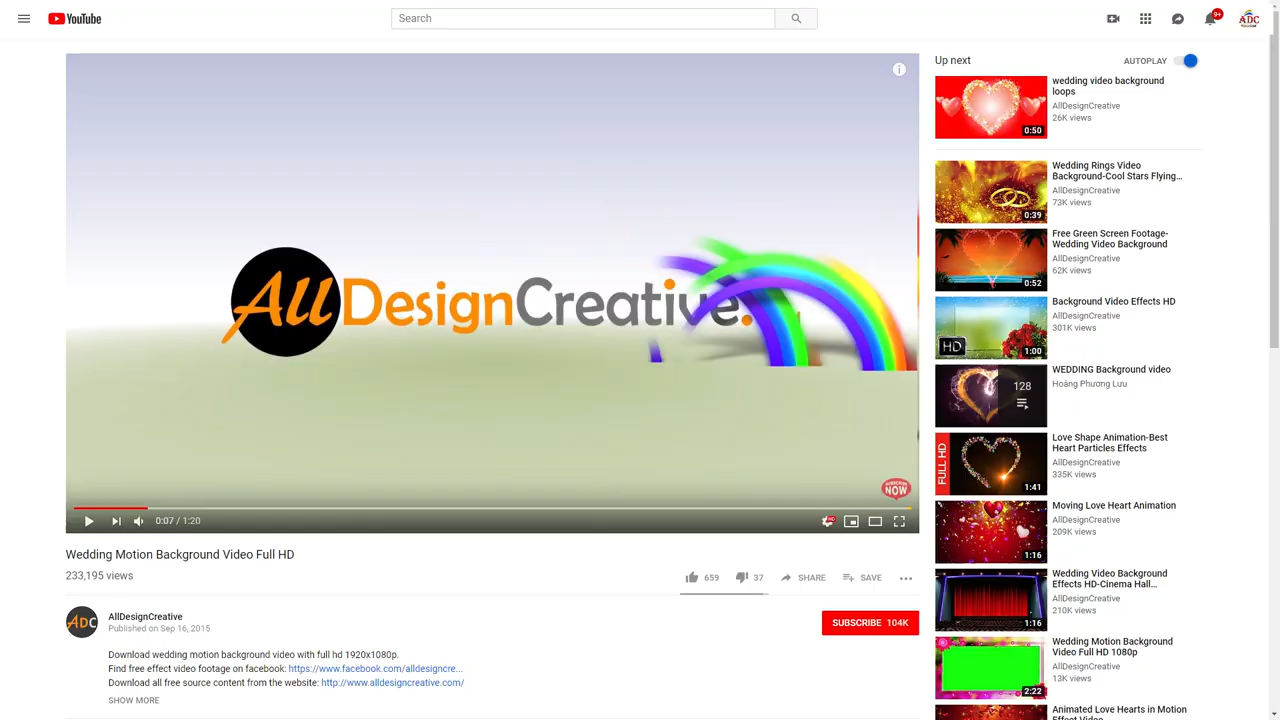 YouTube
Search
9+
ADC
AllDesignCreative.
SUBSCRIBE
NOW
0:07 / 1:20
HD
Wedding Motion Background Video Full HD
233,195 views
659
37
SHARE
SAVE
ADC
AllDesignCreative
Published on Sep 16, 2015
SUBSCRIBE 104K
Download wedding motion background video with full hd 1920x1080p.
Find free effect video footage on facebook: https://www.facebook.com/alldesigncre...
Download all free source content from the website: http://www.alldesigncreative.com/
SHOW MORE
Up next
AUTOPLAY
0:50
wedding video background
loops
AllDesignCreative
26K views
0:39
Wedding Rings Video
Background-Cool Stars Flying...
AllDesignCreative
73K views
0:52
Free Green Screen Footage-
Wedding Video Background
AllDesignCreative
62K views
HD
1:00
Background Video Effects HD
AllDesignCreative
301K views
128
WEDDING Background video
Hoàng Phương Lưu
FULL HD
1:41
Love Shape Animation-Best
Heart Particles Effects
AllDesignCreative
335K views
1:16
Moving Love Heart Animation
AllDesignCreative
209K views
1:16
Wedding Video Background
Effects HD-Cinema Hall...
AllDesignCreative
210K views
2:22
Wedding Motion Background
Video Full HD 1080p
AllDesignCreative
13K views
Animated Love Hearts in Motion
Effect Video